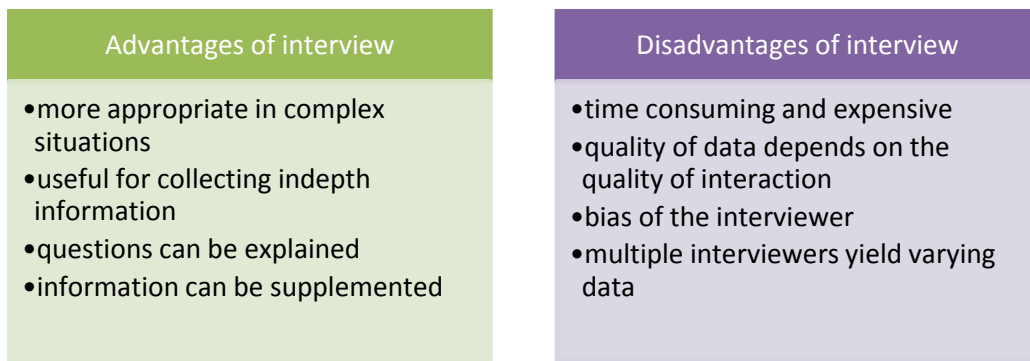 Advantages of interview
•more appropriate in complex
situations
•useful for collecting indepth
information
•questions can be explained
•information can be supplemented
Disadvantages of interview
•time consuming and expensive
•quality of data depends on the
quality of interaction
•bias of the interviewer
•multiple interviewers yield varying
data